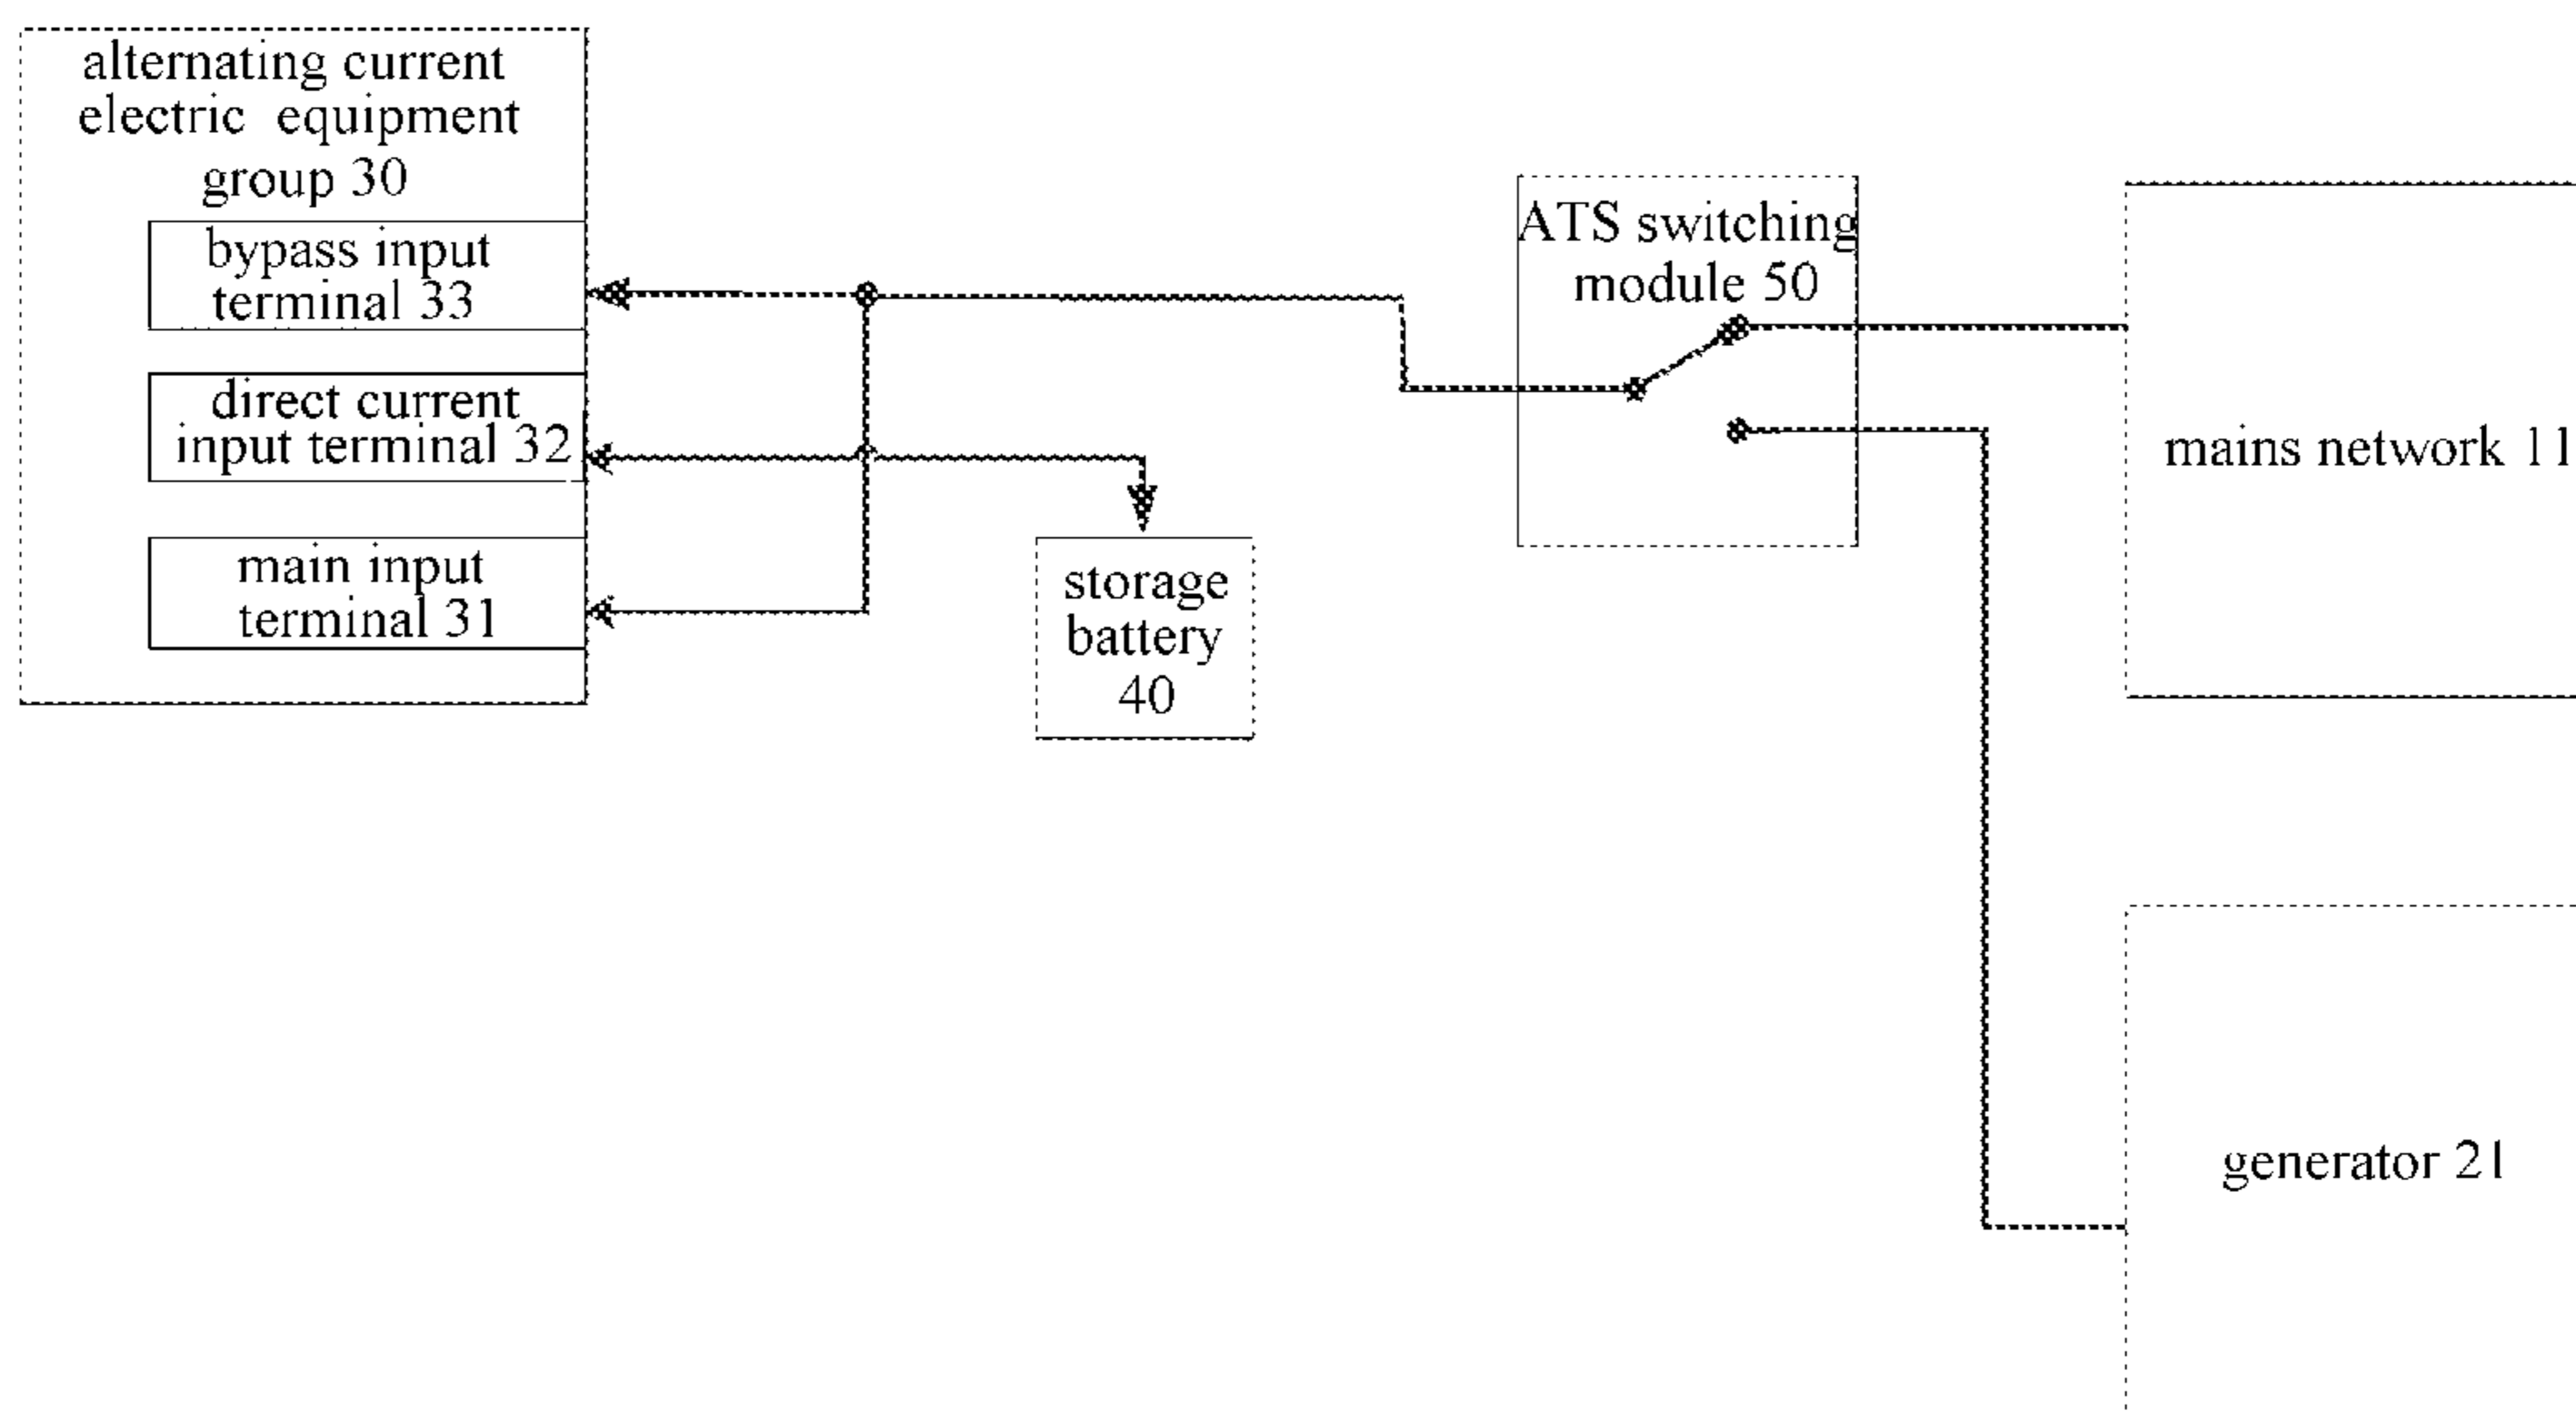 alternating current
electric equipment
group 30
bypass input
terminal 33
direct current
input terminal 32
main input
terminal 31
storage
battery
40
ATS switching
module 50
mains network 11
generator 21